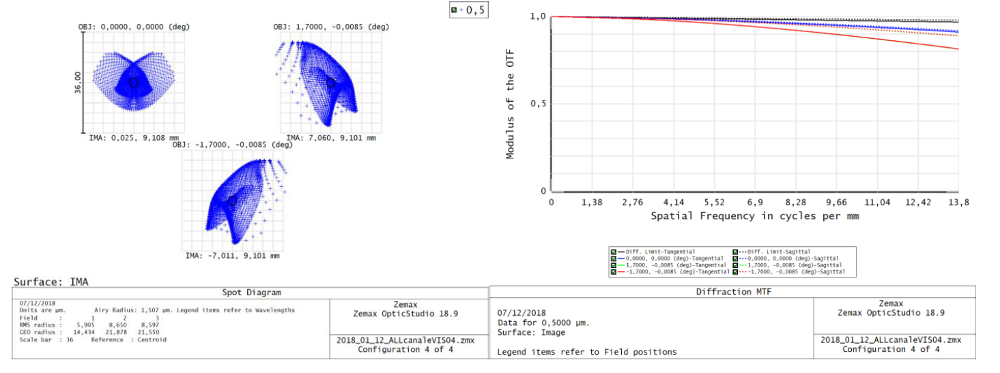 + 0,5
OBJ: 0,0000, 0,0000 (deg)
36,00
IMA: 0,025, 9,108 mm
OBJ: 1,7000, -0,0085 (deg)
IMA: 7,060, 9,101 mm
OBJ: -1,7000, -0,0085 (deg)
IMA: -7,011, 9,101 mm
Surface: IMA
Spot Diagram
07/12/2018
Units are µm. Airy Radius: 1,507 µm. Legend items refer to Wavelengths
Field : 1 2 3
RMS radius : 5,905 8,650 8,597
GEO radius : 14,434 21,878 21,550
Scale bar : 36 Reference : Centroid
Zemax
Zemax OpticStudio 18.9
2018_01_12_ALLcanaleVIS04.zmx
Configuration 4 of 4
Modulus of the OTF
1,0
0,5
0
0 1,38 2,76 4,14 5,52 6,9 8,28 9,66 11,04 12,42 13,8
Spatial Frequency in cycles per mm
Diff. Limit-Tangential
0,0000, 0,0000 (deg)-Tangential
1,7000, -0,0085 (deg)-Tangential
-1,7000, -0,0085 (deg)-Tangential
Diff. Limit-Sagittal
0,0000, 0,0000 (deg)-Sagittal
1,7000, -0,0085 (deg)-Sagittal
-1,7000, -0,0085 (deg)-Sagittal
Diffraction MTF
07/12/2018
Data for 0,5000 µm.
Surface: Image
Legend items refer to Field positions
Zemax
Zemax OpticStudio 18.9
2018_01_12_ALLcanaleVIS04.zmx
Configuration 4 of 4